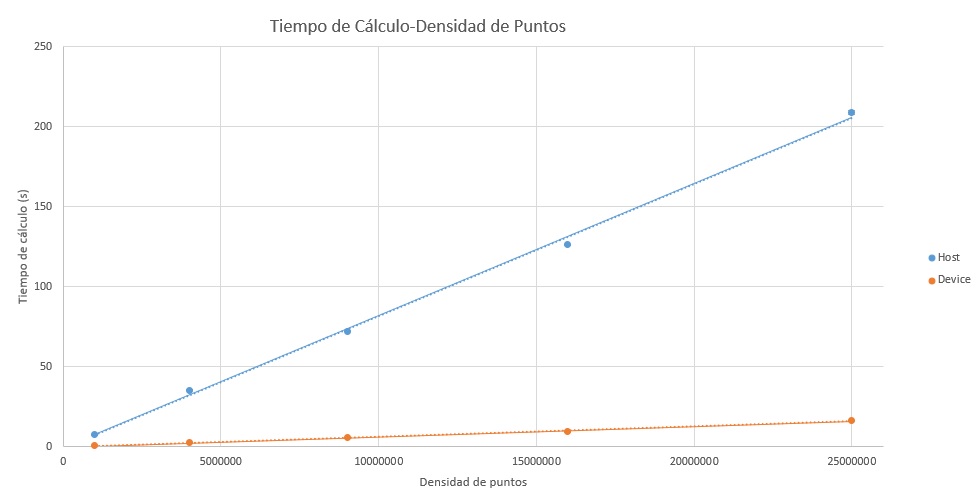 Tiempo de Cálculo-Densidad de Puntos
250
200
150
100
50
0
Tiempo de cálculo (s)
0 5000000 10000000 15000000 20000000 25000000
Densidad de puntos
Host
Device